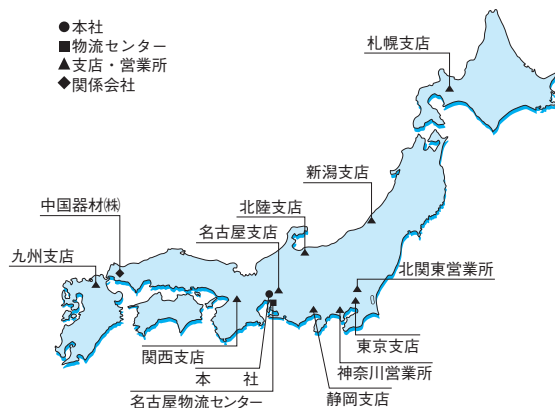 ●本社
■物流センター
▲支店・営業所
◆関係会社
札幌支店
新潟支店
中国器材㈱
北陸支店
名古屋支店
九州支店
北関東営業所
関西支店
東京支店
本　社
神奈川営業所
名古屋物流センター
静岡支店